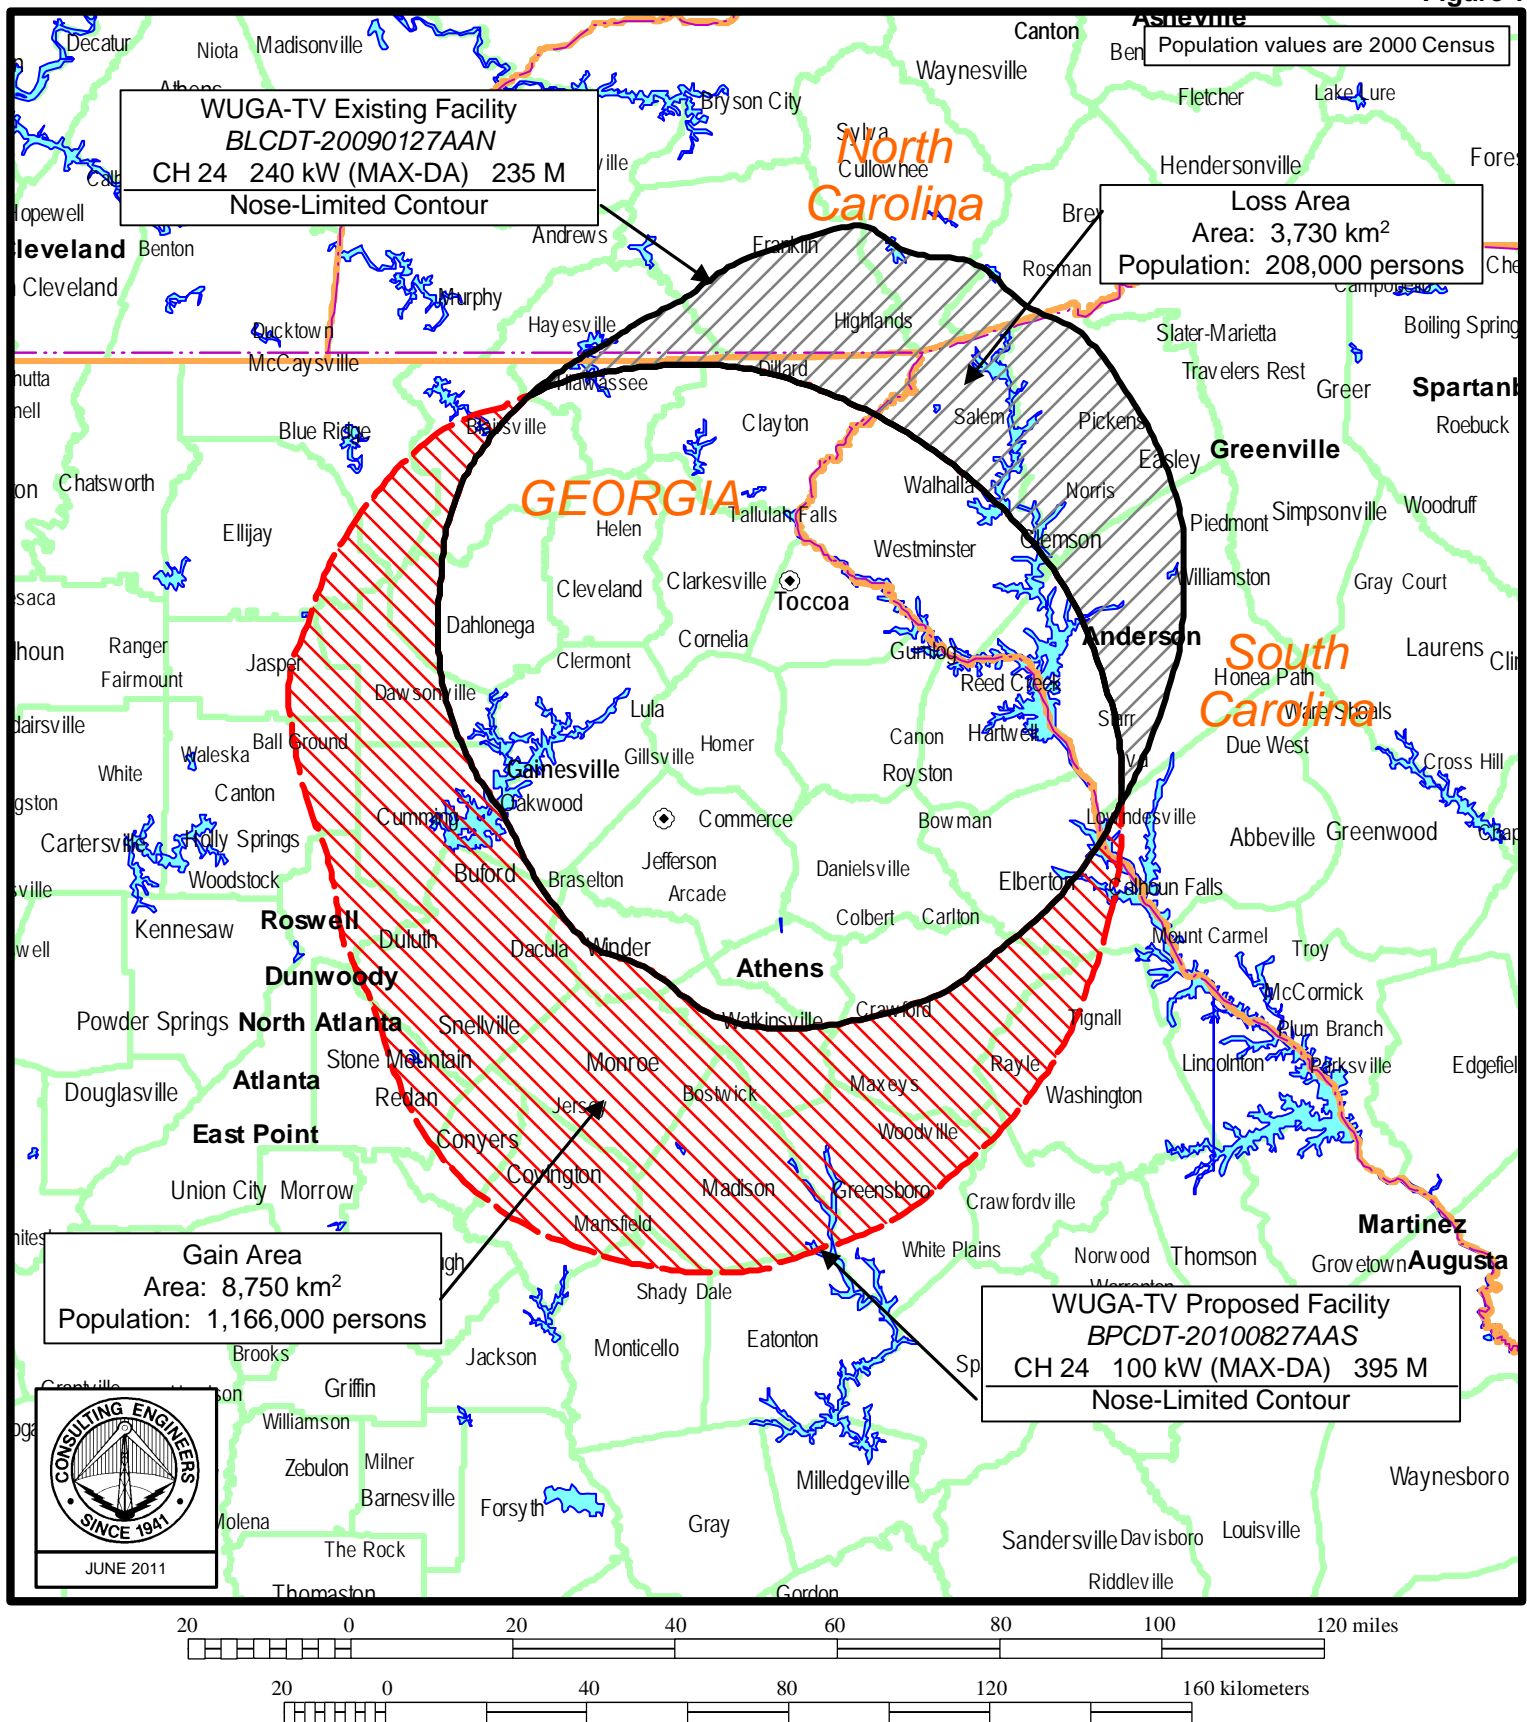 Asheville
Canton
Population values are 2000 Census
Decatur
Niota
Madisonville
Waynesville
Fletcher
Lake Lure
Bryson City
WUGA-TV Existing Facility
BLCDT-20090127AAN
CH 24 240 kW (MAX-DA) 235 M
Nose-Limited Contour
Sylva
North
Carolina
Cullowhee
Hendersonville
Loss Area
Area: 3,730 km²
Population: 208,000 persons
Hopewell
Cleveland
Benton
Cleveland
Andrews
Franklin
Rosman
Murphy
Hayesville
Highlands
Slater-Marietta
Boiling Spring
Ducktown
McCaysville
Hiawassee
Dillard
Travelers Rest
Greer
Spartanb
Roebuck
Blue Ridge
Blairsville
Clayton
Salem
Pickens
Easley
Greenville
Chatsworth
GEORGIA
Walhalla
Norris
Simpsonville
Woodruff
Piedmont
Ellijay
Helen
Tallulah Falls
Westminster
Clemson
Cleveland
Clarkesville
Toccoa
Williamston
Gray Court
Dahlonega
Cornelia
Gumlog
Anderson
South
Carolina
Laurens
Ranger
Fairmount
Jasper
Clermont
Reed Creek
Honea Path
Dawsonville
Lula
Starr
Ware Shoals
Waleska
Ball Ground
Gillsville
Homer
Canon
Hartwell
Due West
Cross Hill
White
Canton
Gainesville
Royston
Iva
Oakwood
Cumming
Commerce
Bowman
Lowndesville
Abbeville
Greenwood
Cartersville
Holly Springs
Woodstock
Buford
Braselton
Jefferson
Arcade
Danielsville
Elberton
Calhoun Falls
Kennesaw
Roswell
Duluth
Dacula
Winder
Colbert
Carlton
Mount Carmel
Troy
Dunwoody
Athens
McCormick
Powder Springs
North Atlanta
Snellville
Watkinsville
Crawford
Tignall
Plum Branch
Stone Mountain
Monroe
Rayle
Lincolnton
Parksville
Edgefiel
Douglasville
Atlanta
Redan
Jersey
Bostwick
Maxeys
Washington
East Point
Conyers
Woodville
Union City
Morrow
Covington
Madison
Greensboro
Crawfordville
Mansfield
Martinez
Gain Area
Area: 8,750 km²
Population: 1,166,000 persons
White Plains
Norwood
Thomson
Grovetown
Augusta
Shady Dale
WUGA-TV Proposed Facility
BPCDT-20100827AAS
CH 24 100 kW (MAX-DA) 395 M
Nose-Limited Contour
Brooks
Jackson
Monticello
Eatonton
Griffin
Williamson
Zebulon
Milner
Barnesville
Forsyth
Milledgeville
Waynesboro
CONSULTING ENGINEERS
SINCE 1941
JUNE 2011
Molena
The Rock
Gray
Sandersville
Davisboro
Louisville
Riddleville
Thomaston
Gordon
20 0 20 40 60 80 100 120 miles
20 0 40 80 120 160 kilometers